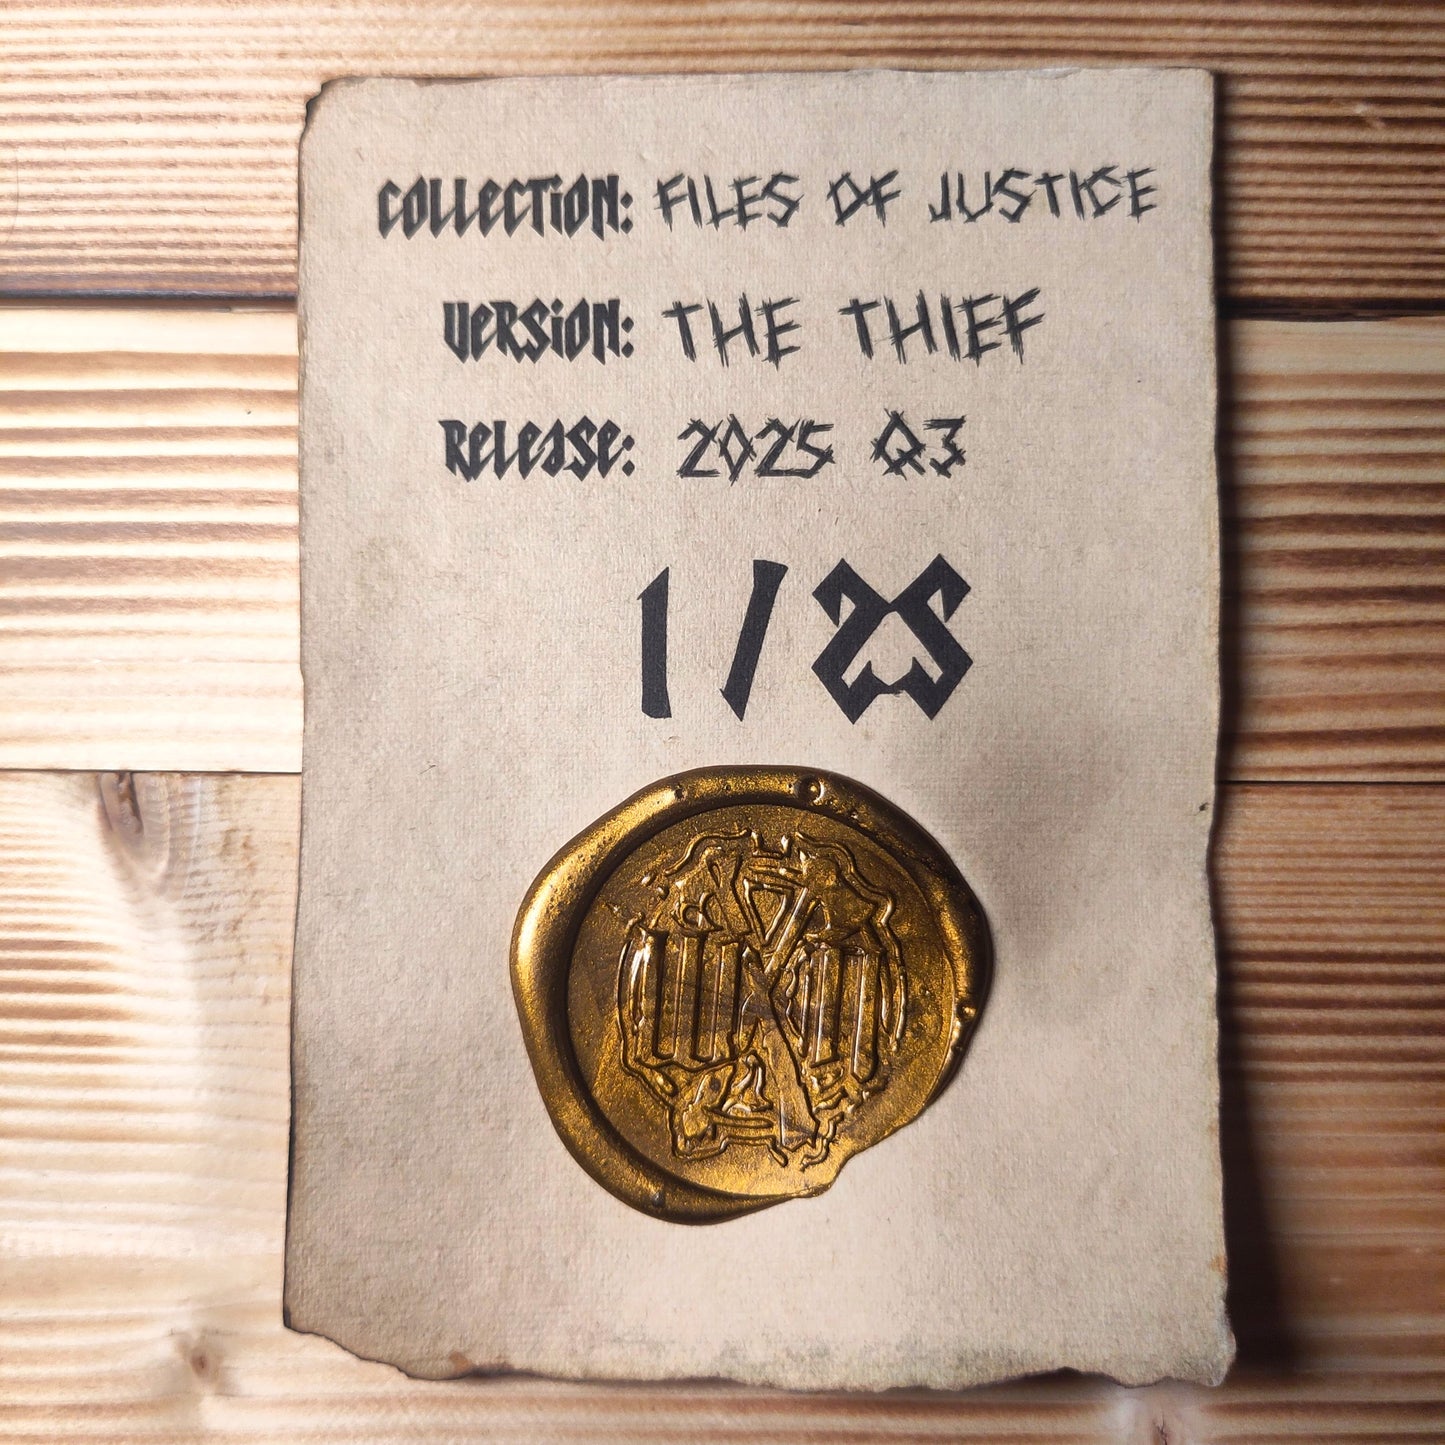 COLLECTION: FILES OF JUSTICE
VERSION: THE THIEF
RELEASE: 2025 Q3
1/25